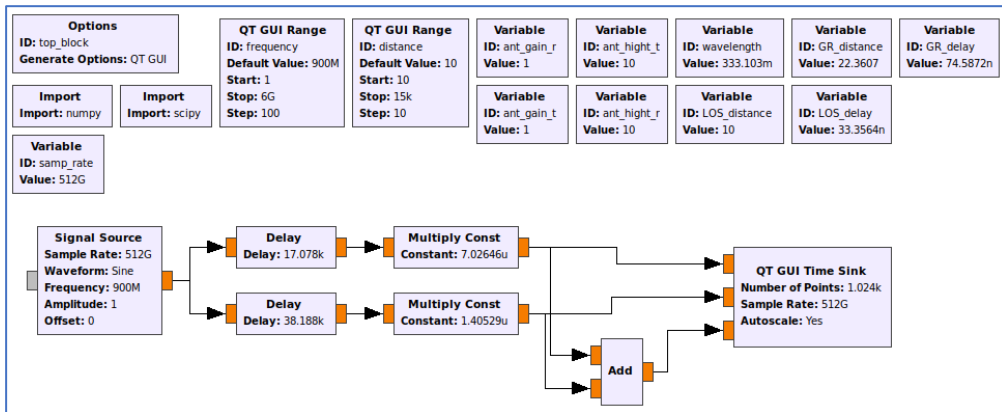 Options
ID: top_block
Generate Options: QT GUI
Import
Import: numpy
Import
Import: scipy
Variable
ID: samp_rate
Value: 512G
QT GUI Range
ID: frequency
Default Value: 900M
Start: 1
Stop: 6G
Step: 100
QT GUI Range
ID: distance
Default Value: 10
Start: 10
Stop: 15k
Step: 10
Variable
ID: ant_gain_r
Value: 1
Variable
ID: ant_hight_t
Value: 10
Variable
ID: wavelength
Value: 333.103m
Variable
ID: GR_distance
Value: 22.3607
Variable
ID: GR_delay
Value: 74.5872n
Variable
ID: ant_gain_t
Value: 1
Variable
ID: ant_hight_r
Value: 10
Variable
ID: LOS_distance
Value: 10
Variable
ID: LOS_delay
Value: 33.3564n
Signal Source
Sample Rate: 512G
Waveform: Sine
Frequency: 900M
Amplitude: 1
Offset: 0
Delay
Delay: 17.078k
Multiply Const
Constant: 7.02646u
Delay
Delay: 38.188k
Multiply Const
Constant: 1.40529u
Add
QT GUI Time Sink
Number of Points: 1.024k
Sample Rate: 512G
Autoscale: Yes